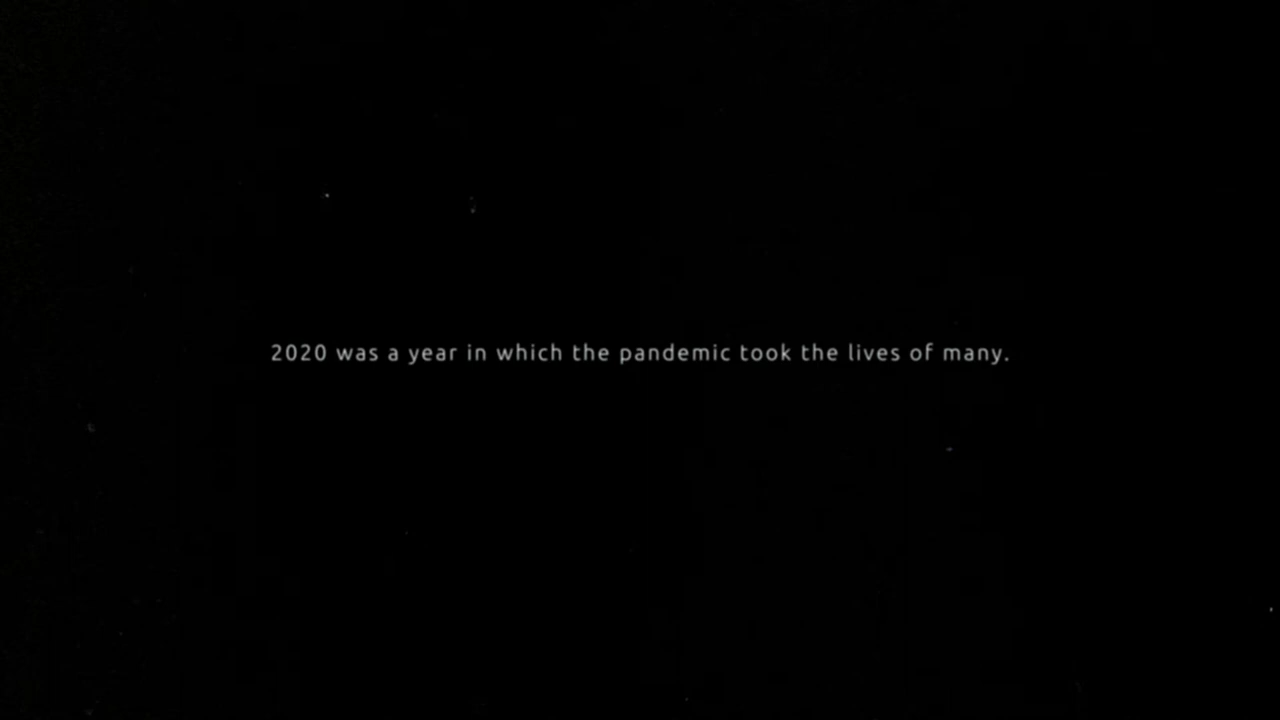 2020 was a year in which the pandemic took the lives of many.